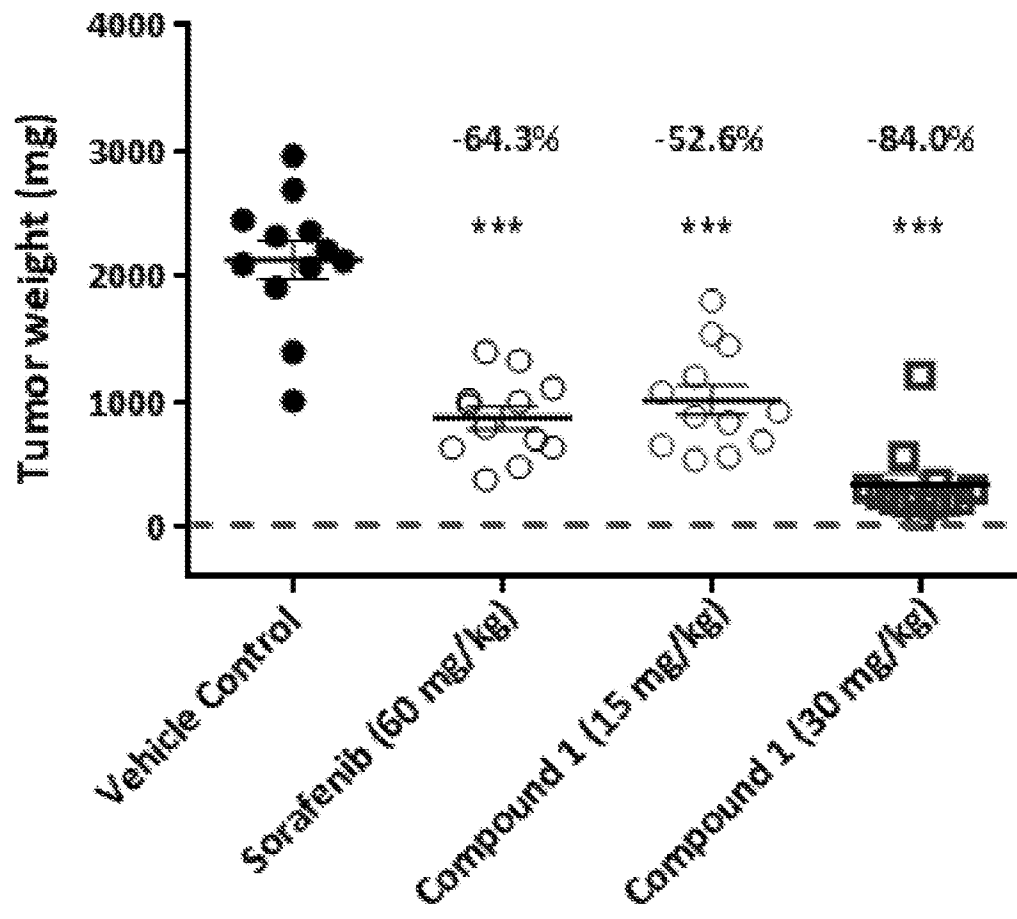 Tumor weight (mg)
4000
3000
2000
1000
0
-64.3%
-52.6%
-84.0%
***
***
***
Vehicle Control
Sorafenib (60 mg/kg)
Compound 1 (15 mg/kg)
Compound 1 (30 mg/kg)